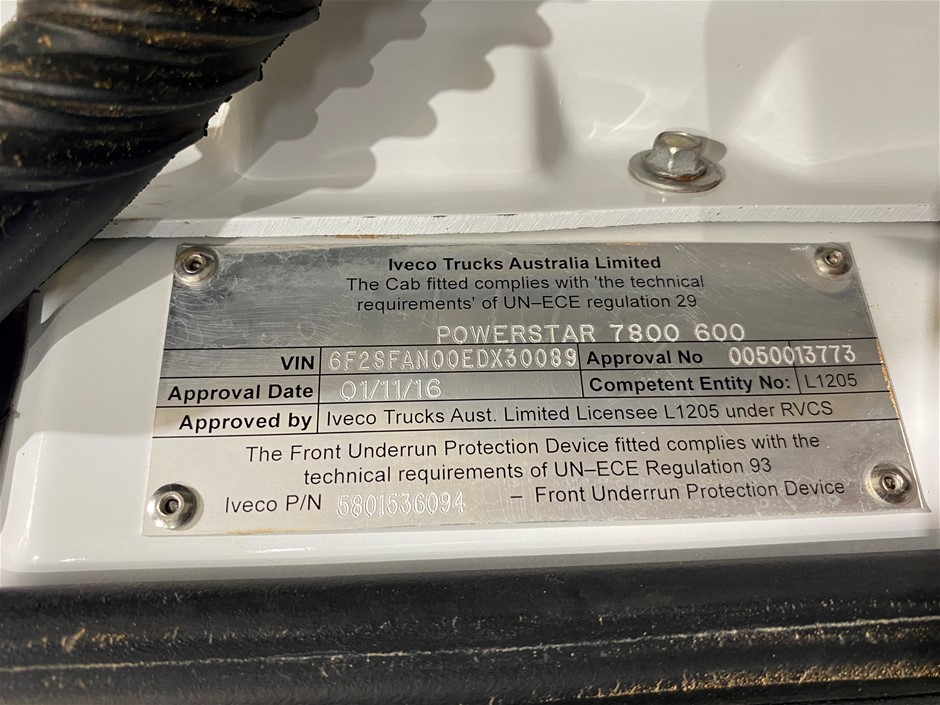 Iveco Trucks Australia Limited
The Cab fitted complies with 'the technical
requirements' of UN–ECE regulation 29
POWERSTAR 7800 600
VIN 6F2SFAN00EDX30089 Approval No 0050013773
Approval Date 01/11/16 Competent Entity No: L1205
Approved by Iveco Trucks Aust. Limited Licensee L1205 under RVCS
The Front Underrun Protection Device fitted complies with the
technical requirements of UN–ECE Regulation 93
Iveco P/N 5801536094 – Front Underrun Protection Device